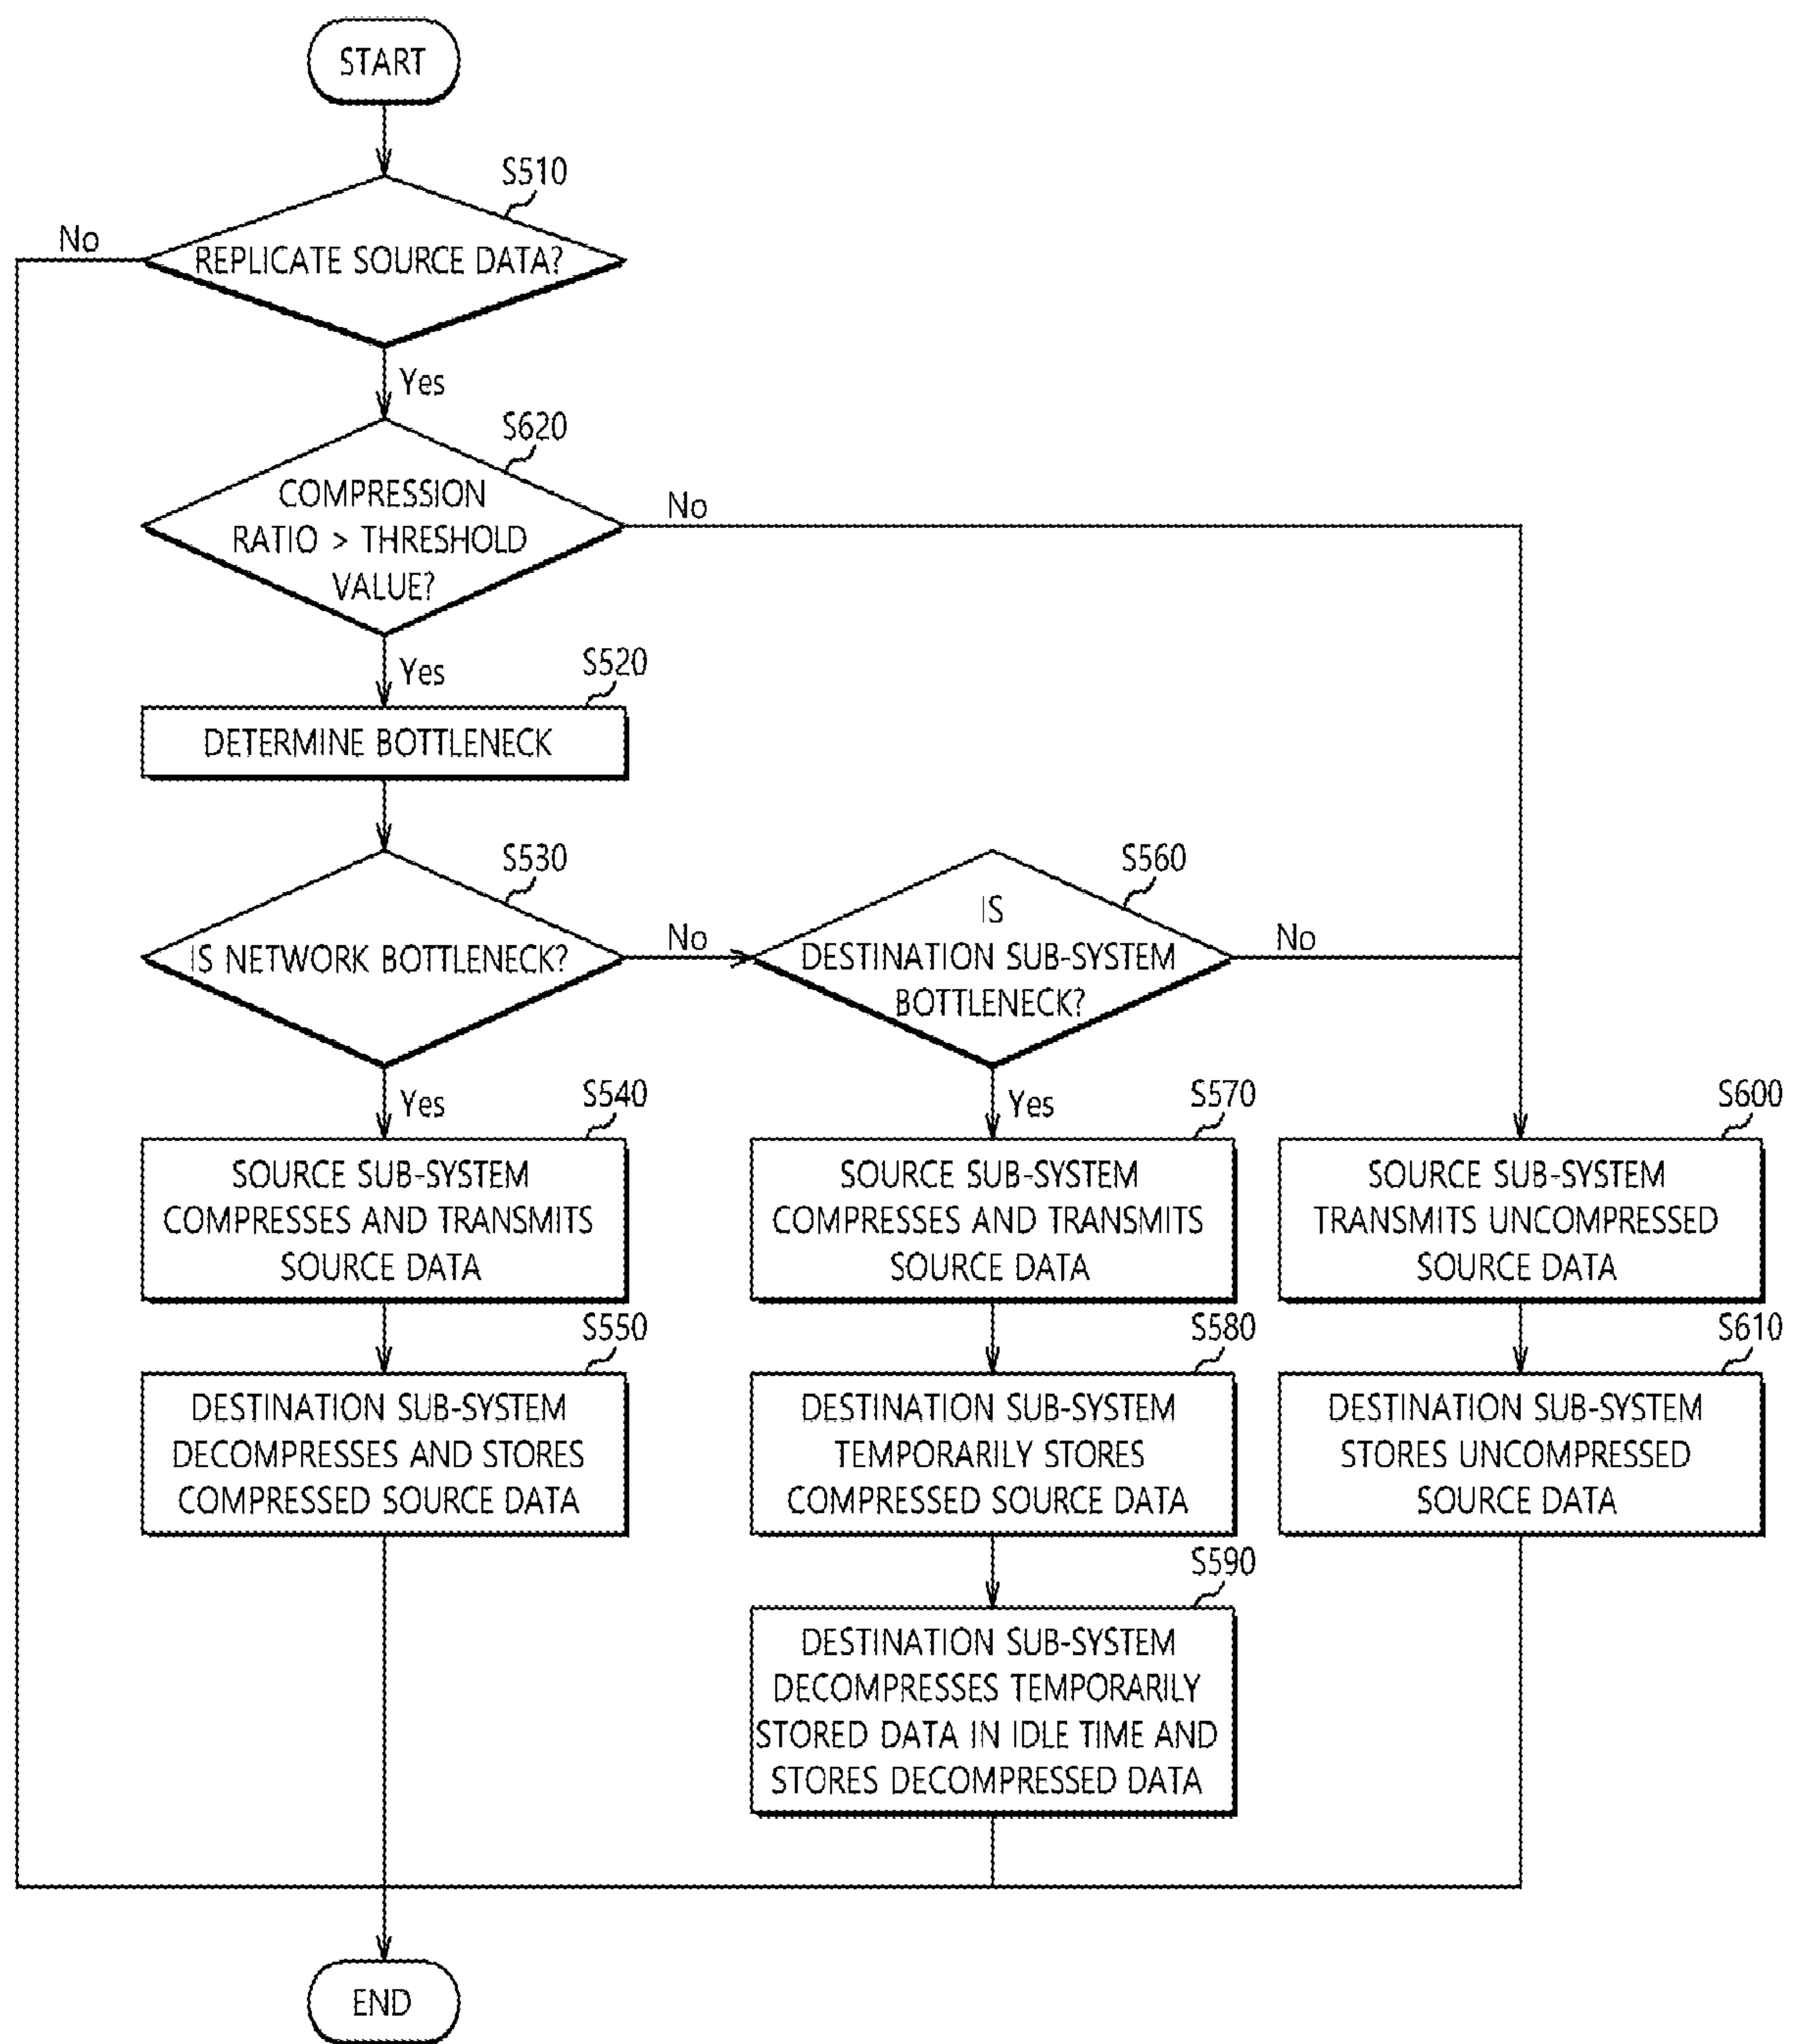 START
S510
No
REPLICATE SOURCE DATA?
Yes
S620
COMPRESSION
RATIO > THRESHOLD
VALUE?
No
Yes
S520
DETERMINE BOTTLENECK
S530
IS NETWORK BOTTLENECK?
No
S560
IS
DESTINATION SUB-SYSTEM
BOTTLENECK?
No
Yes
S540
SOURCE SUB-SYSTEM
COMPRESSES AND TRANSMITS
SOURCE DATA
Yes
S570
SOURCE SUB-SYSTEM
COMPRESSES AND TRANSMITS
SOURCE DATA
S600
SOURCE SUB-SYSTEM
TRANSMITS UNCOMPRESSED
SOURCE DATA
S550
DESTINATION SUB-SYSTEM
DECOMPRESSES AND STORES
COMPRESSED SOURCE DATA
S580
DESTINATION SUB-SYSTEM
TEMPORARILY STORES
COMPRESSED SOURCE DATA
S610
DESTINATION SUB-SYSTEM
STORES UNCOMPRESSED
SOURCE DATA
S590
DESTINATION SUB-SYSTEM
DECOMPRESSES TEMPORARILY
STORED DATA IN IDLE TIME AND
STORES DECOMPRESSED DATA
END